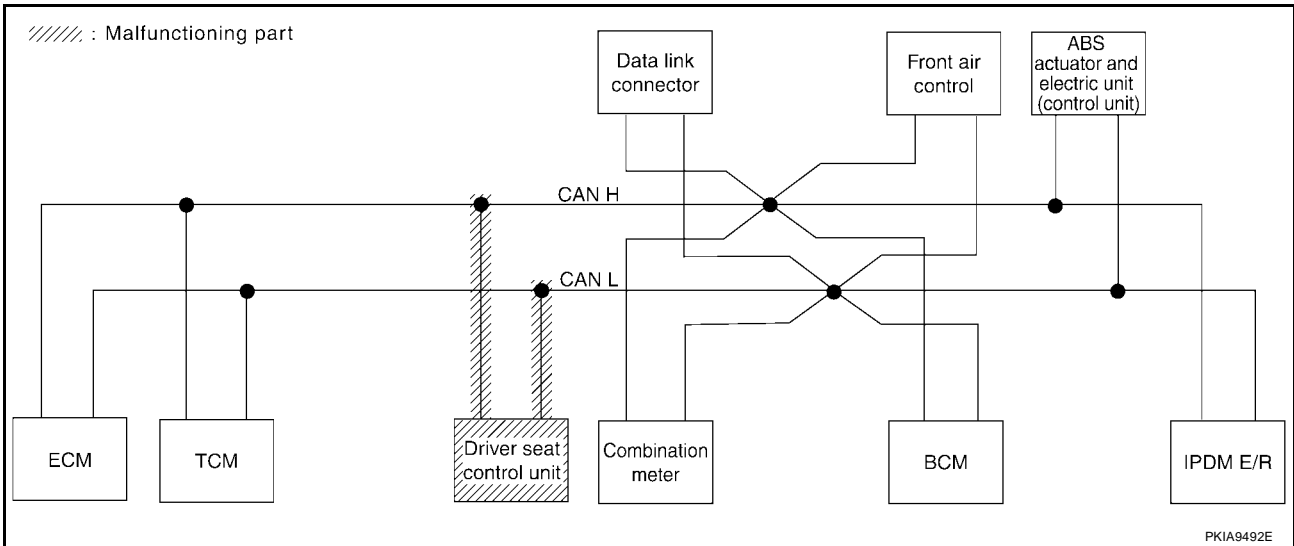 : Malfunctioning part
Data link
connector
Front air
control
ABS
actuator and
electric unit
(control unit)
CAN H
CAN L
ECM
TCM
Driver seat
control unit
Combination
meter
BCM
IPDM E/R
PKIA9492E